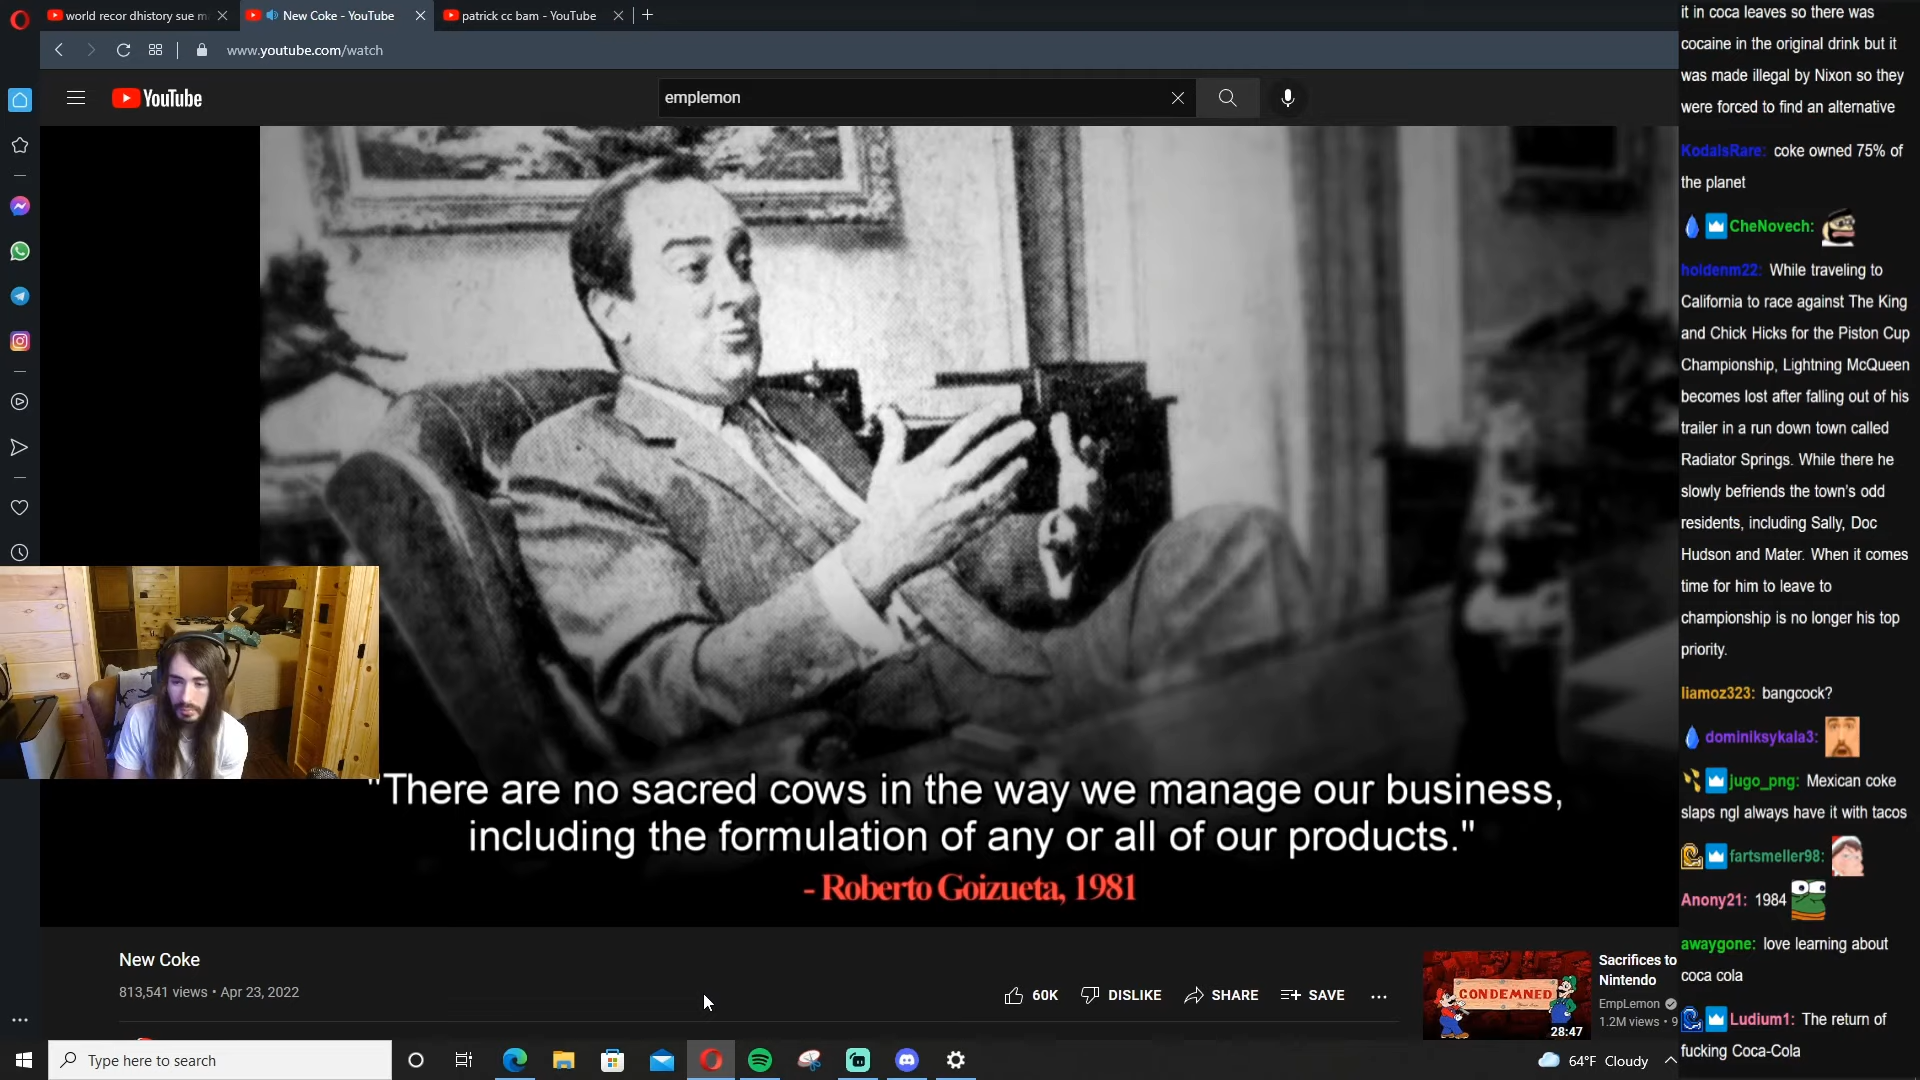 world recor dhistory sue m
New Coke - YouTube
patrick cc bam - YouTube
www.youtube.com/watch
YouTube
emplemon
"There are no sacred cows in the way we manage our business,
including the formulation of any or all of our products."
- Roberto Goizueta, 1981
New Coke
813,541 views • Apr 23, 2022
60K
DISLIKE
SHARE
SAVE
CONDEMNED
28:47
Sacrifices to
Nintendo
EmpLemon
1.2M views • 9
it in coca leaves so there was
cocaine in the original drink but it
was made illegal by Nixon so they
were forced to find an alternative
KodaIsRare: coke owned 75% of
the planet
CheNovech:
holdenm22: While traveling to
California to race against The King
and Chick Hicks for the Piston Cup
Championship, Lightning McQueen
becomes lost after falling out of his
trailer in a run down town called
Radiator Springs. While there he
slowly befriends the town's odd
residents, including Sally, Doc
Hudson and Mater. When it comes
time for him to leave to
championship is no longer his top
priority.
liamoz323: bangcock?
dominiksykala3:
jugo_png: Mexican coke
slaps ngl always have it with tacos
fartsmeller98:
Anony21: 1984
awaygone: love learning about
coca cola
Ludium1: The return of
fucking Coca-Cola
Type here to search
64°F Cloudy